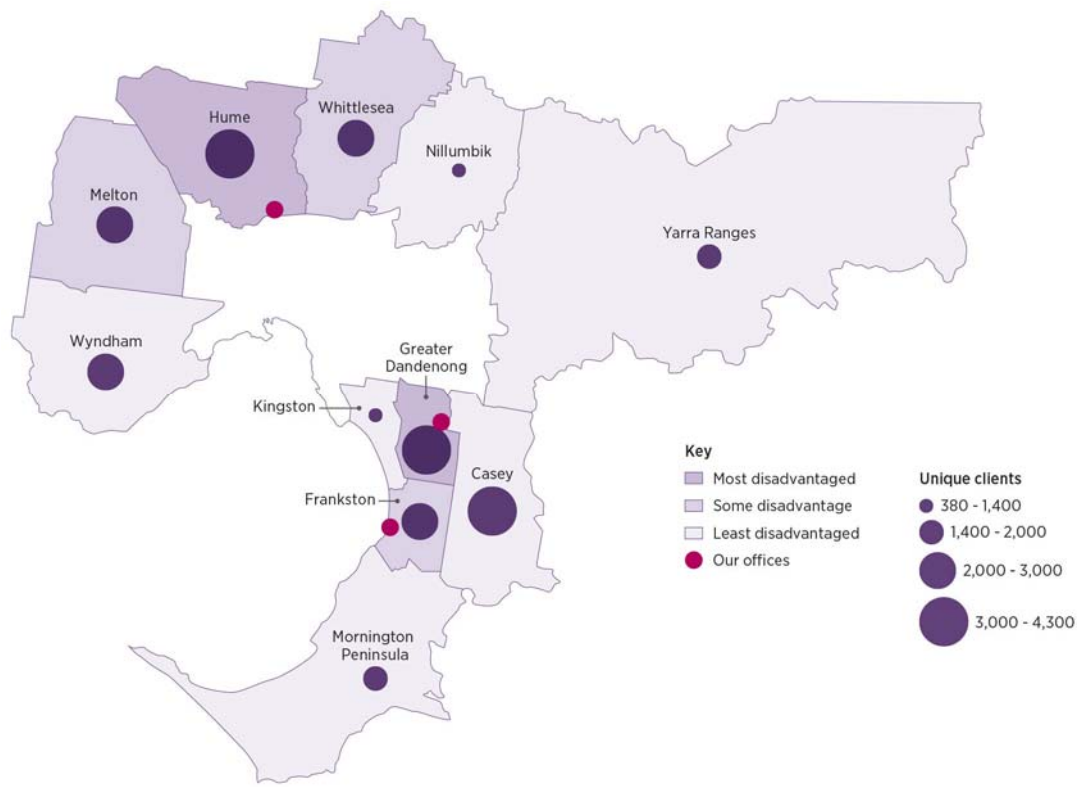 Hume
Whittlesea
Nillumbik
Melton
Yarra Ranges
Wyndham
Greater
Dandenong
Kingston
Casey
Frankston
Mornington
Peninsula
Key
Most disadvantaged
Some disadvantage
Least disadvantaged
Our offices
Unique clients
380 - 1,400
1,400 - 2,000
2,000 - 3,000
3,000 - 4,300